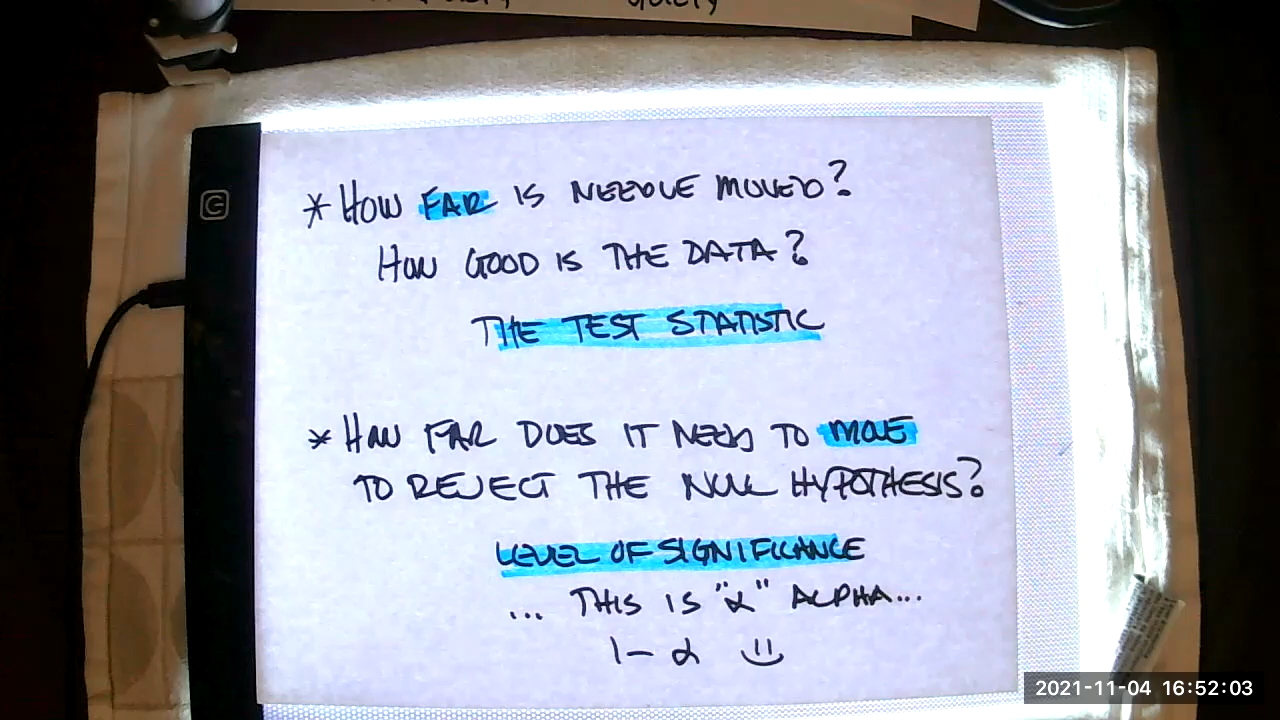 * HOW FAR IS NEEDLE MOVED?
HOW GOOD IS THE DATA?
THE TEST STATISTIC
* HOW FAR DOES IT NEED TO MOVE
TO REJECT THE NULL HYPOTHESIS?
LEVEL OF SIGNIFICANCE
... THIS IS "α" ALPHA...
1-α
2021-11-04 16:52:03